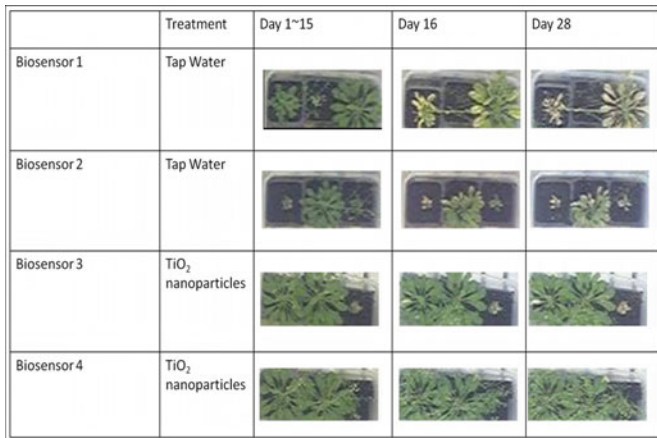 Treatment Day 1~15 Day 16 Day 28
Biosensor 1 Tap Water
Biosensor 2 Tap Water
Biosensor 3 TiO₂
nanoparticles
Biosensor 4 TiO₂
nanoparticles